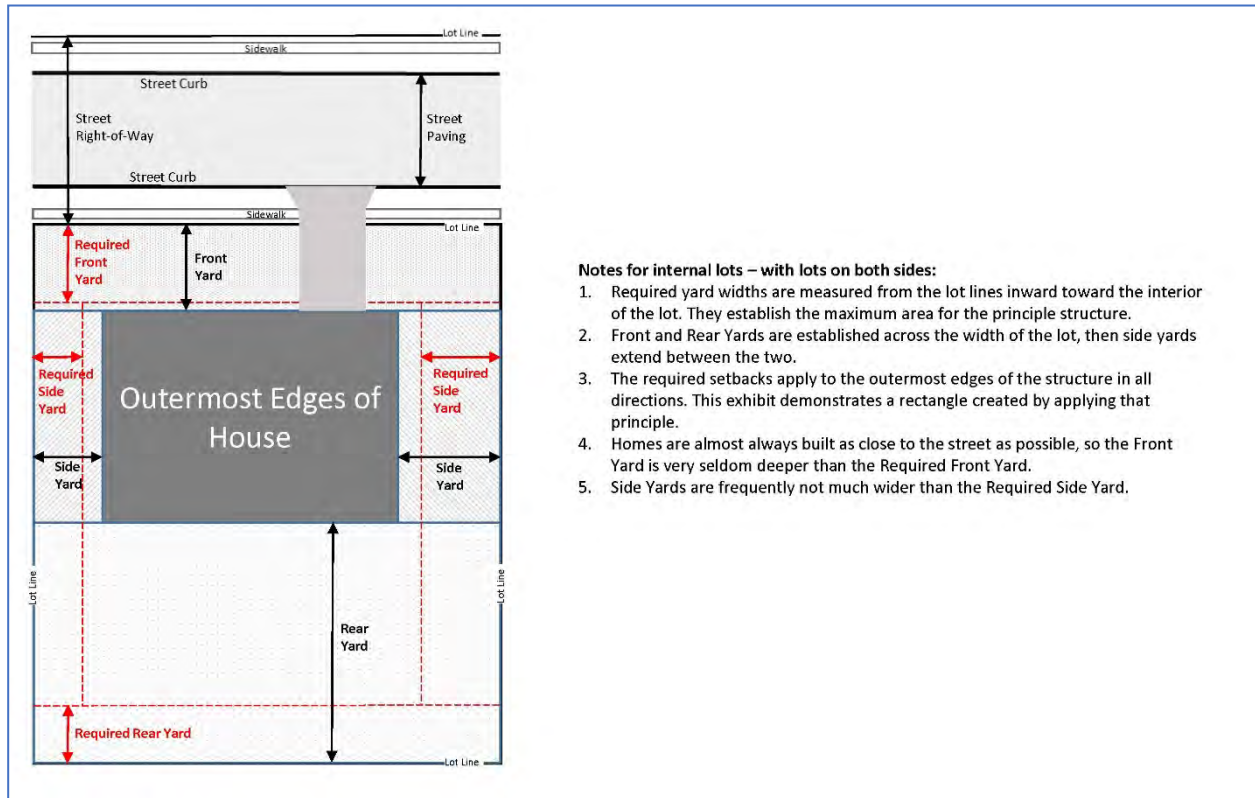 Lot Line
Sidewalk
Street Curb
Street
Right-of-Way
Street
Paving
Street Curb
Sidewalk
Lot Line
Required
Front
Yard
Front
Yard
Required
Side
Yard
Required
Side
Yard
Outermost Edges of
House
Side
Yard
Side
Yard
Lot Line
Lot Line
Rear
Yard
Required Rear Yard
Lot Line
Notes for internal lots – with lots on both sides:
1. Required yard widths are measured from the lot lines inward toward the interior
of the lot. They establish the maximum area for the principle structure.
2. Front and Rear Yards are established across the width of the lot, then side yards
extend between the two.
3. The required setbacks apply to the outermost edges of the structure in all
directions. This exhibit demonstrates a rectangle created by applying that
principle.
4. Homes are almost always built as close to the street as possible, so the Front
Yard is very seldom deeper than the Required Front Yard.
5. Side Yards are frequently not much wider than the Required Side Yard.